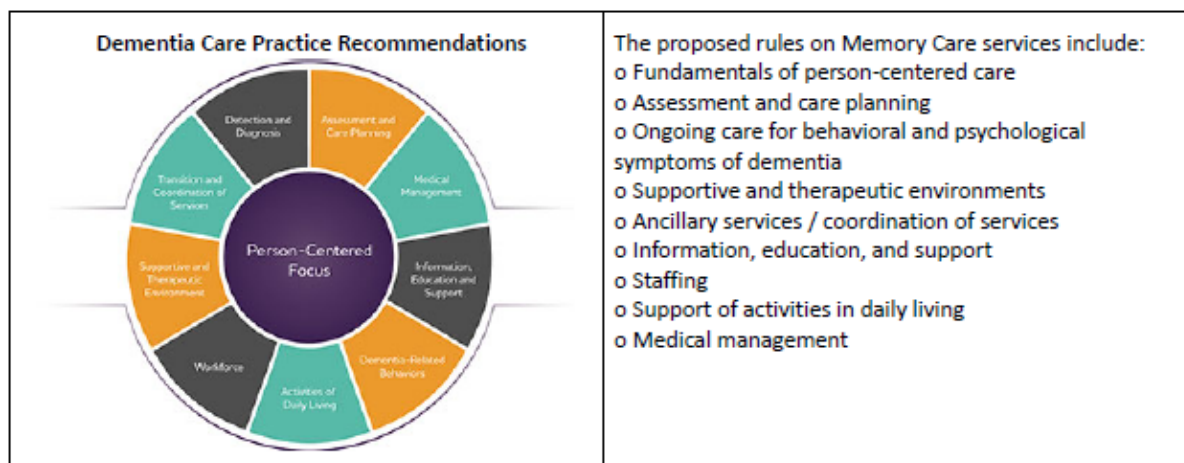 Dementia Care Practice Recommendations
Detection and
Diagnosis
Assessment and
Care Planning
Medical
Management
Information,
Education and
Support
Dementia-Related
Behaviors
Activities of
Daily Living
Workforce
Supportive and
Therapeutic
Environment
Transition and
Coordination of
Services
Person-Centered
Focus
The proposed rules on Memory Care services include:
o Fundamentals of person-centered care
o Assessment and care planning
o Ongoing care for behavioral and psychological
symptoms of dementia
o Supportive and therapeutic environments
o Ancillary services / coordination of services
o Information, education, and support
o Staffing
o Support of activities in daily living
o Medical management